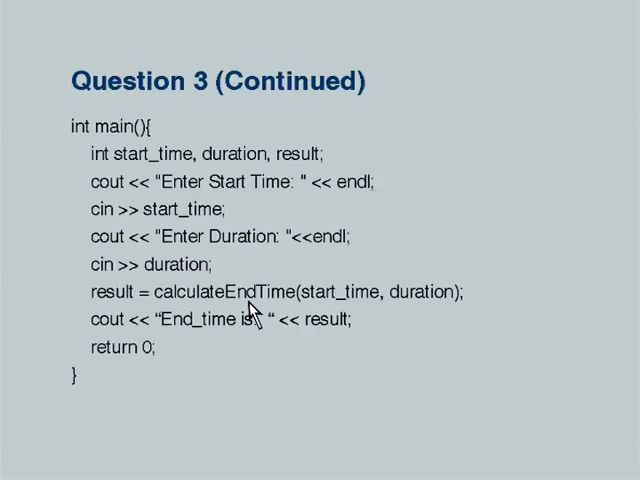 Question 3 (Continued)
int main(){
int start_time, duration, result;
cout << "Enter Start Time: " << endl;
cin >> start_time;
cout << "Enter Duration: "<<endl;
cin >> duration;
result = calculateEndTime(start_time, duration);
cout << “End_time is: “ << result;
return 0;
}